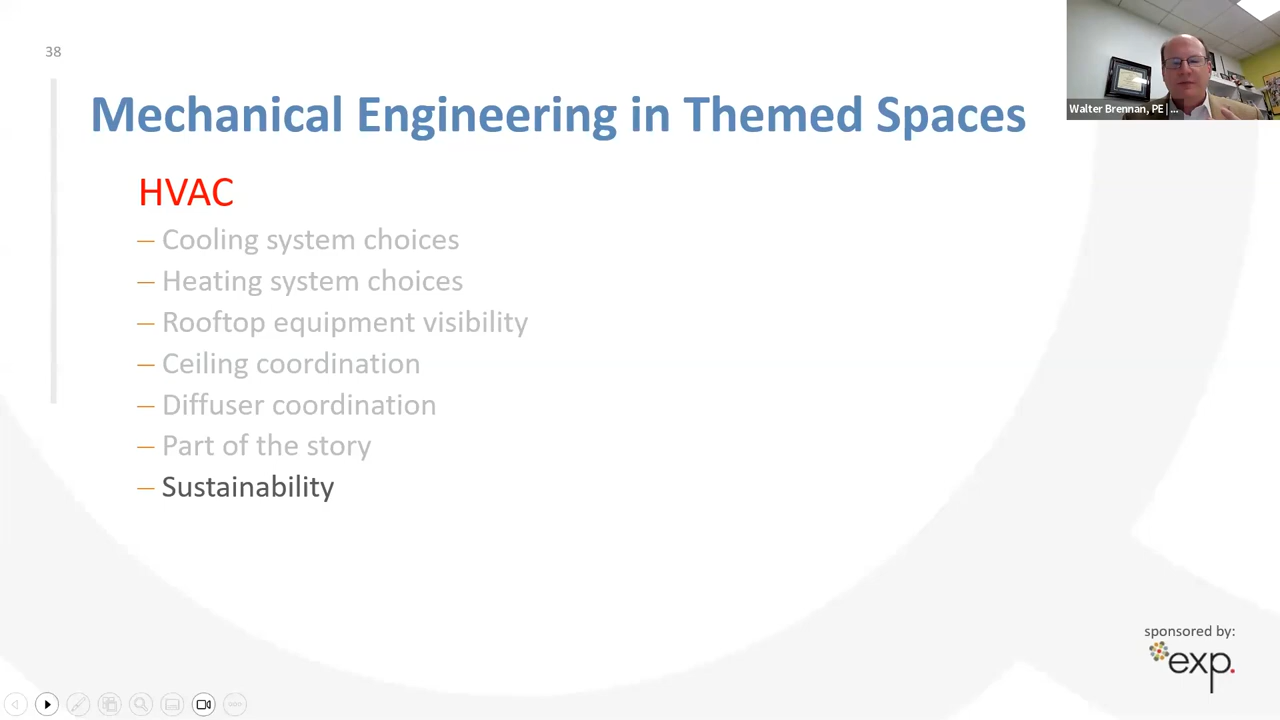 38
Mechanical Engineering in Themed Spaces
HVAC
– Cooling system choices
– Heating system choices
– Rooftop equipment visibility
– Ceiling coordination
– Diffuser coordination
– Part of the story
– Sustainability
Walter Brennan, PE | ...
sponsored by:
exp.